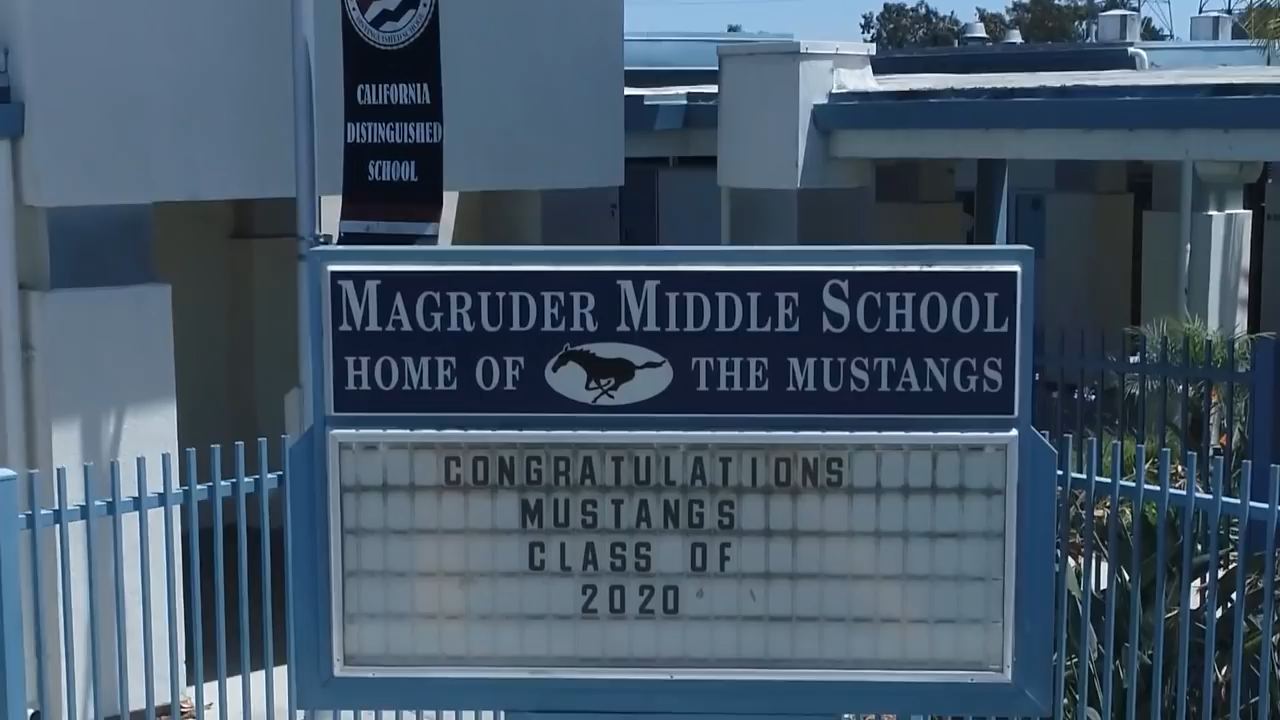 CALIFORNIA
DISTINGUISHED
SCHOOL
MAGRUDER MIDDLE SCHOOL
HOME OF THE MUSTANGS
CONGRATULATIONS
MUSTANGS
CLASS OF
2020